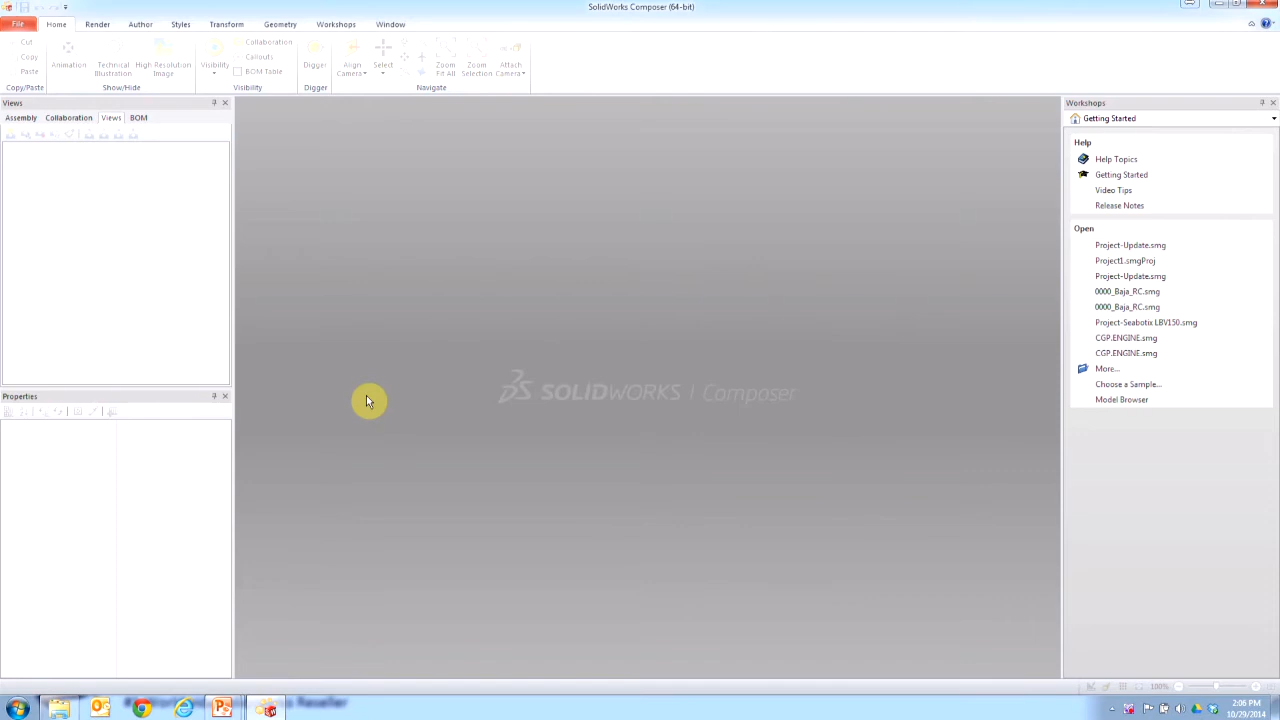 SolidWorks Composer (64-bit)
File Home Render Author Styles Transform Geometry Workshops Window
Cut
Copy
Paste
Copy/Paste
Animation
Technical
Illustration
High Resolution
Image
Show/Hide
Visibility
Collaboration
Callouts
BOM Table
Visibility
Digger
Digger
Align
Camera
Select
Zoom
Fit All
Zoom
Selection
Attach
Camera
Navigate
Views
Assembly Collaboration Views BOM
Properties
SOLIDWORKS | Composer
Workshops
Getting Started
Help
Help Topics
Getting Started
Video Tips
Release Notes
Open
Project-Update.smg
Project1.smgProj
Project-Update.smg
0000_Baja_RC.smg
0000_Baja_RC.smg
Project-Seabotix LBV150.smg
CGP.ENGINE.smg
CGP.ENGINE.smg
More...
Choose a Sample...
Model Browser
100%
Reseller
2:06 PM
10/29/2014